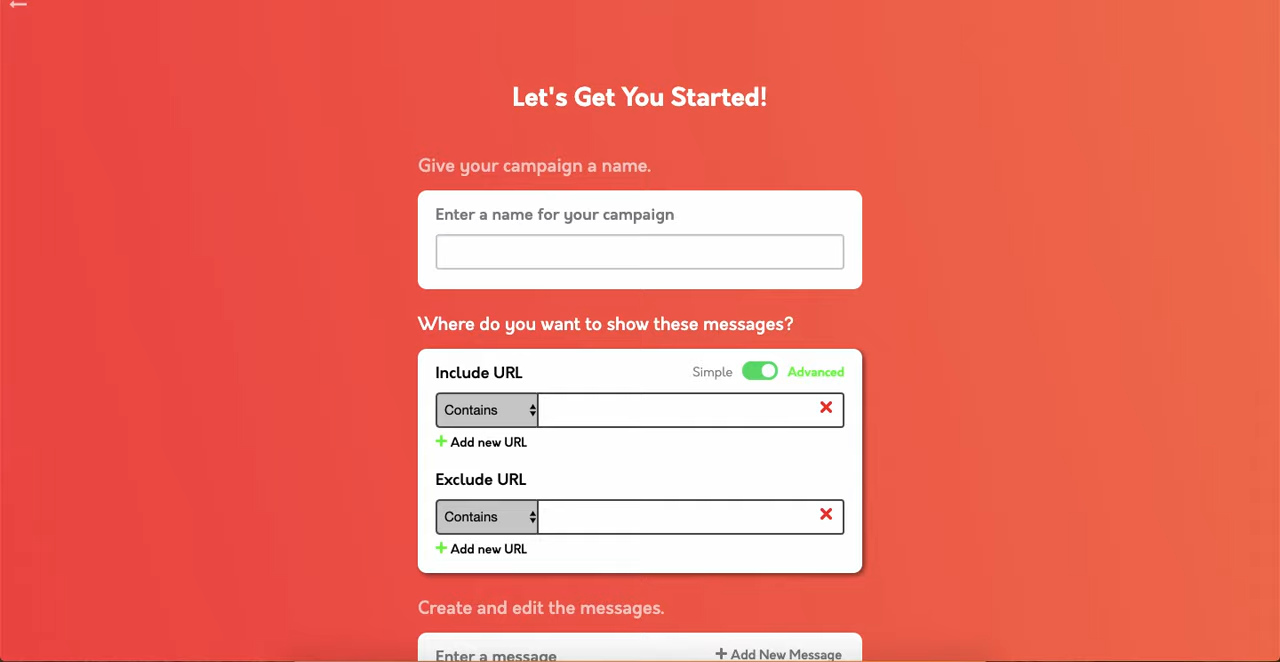 Let's Get You Started!
Give your campaign a name.
Enter a name for your campaign
Where do you want to show these messages?
Include URL Simple Advanced
Contains
+ Add new URL
Exclude URL
Contains
+ Add new URL
Create and edit the messages.
Enter a message + Add New Message